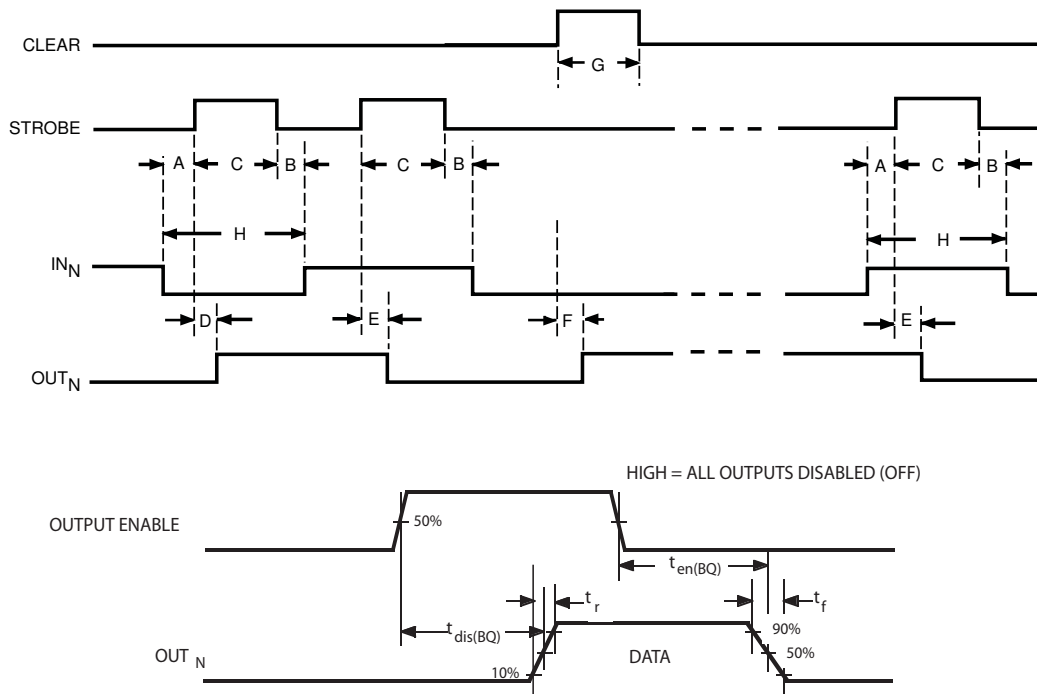 CLEAR
G
STROBE
A C B C B A C B
H H
IN N
D E F E
OUT N
HIGH = ALL OUTPUTS DISABLED (OFF)
OUTPUT ENABLE
50%
t en(BQ)
t r t f
t dis(BQ)
90%
OUT N
DATA
50%
10%